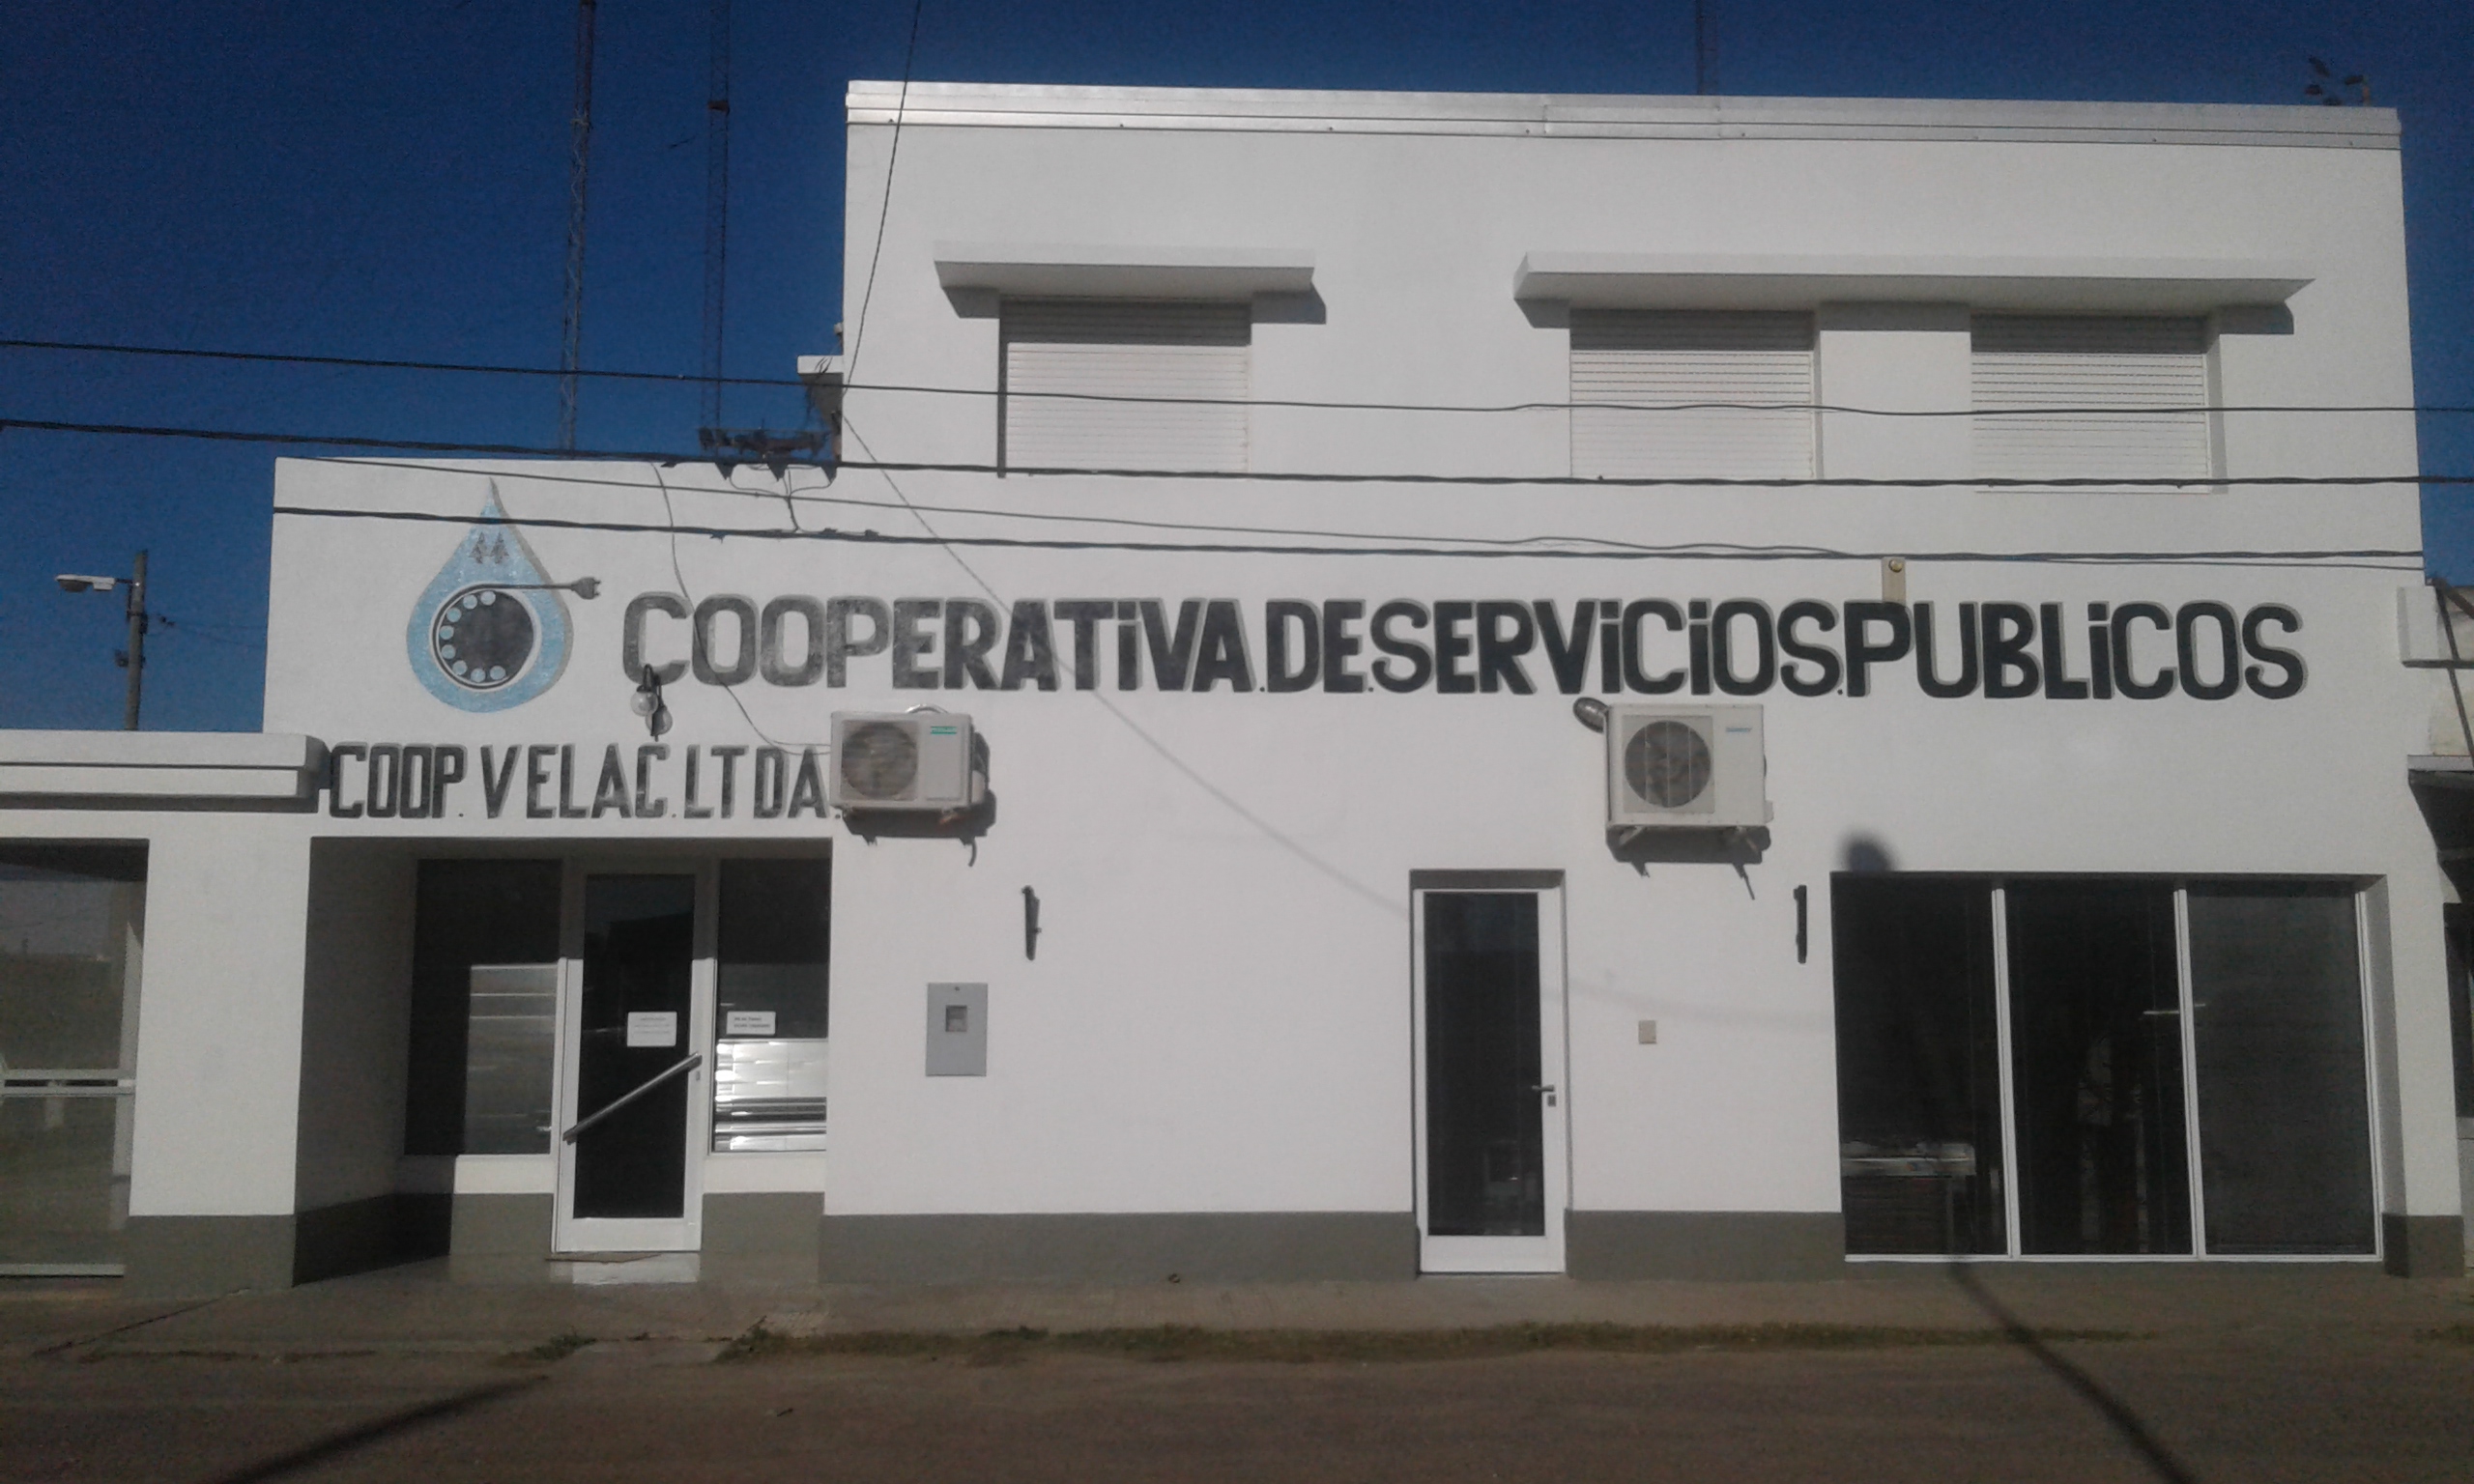 COOPERATiVA.DE.SERViCiOS.PUBLiCOS
COOP.VELAC.LTDA.